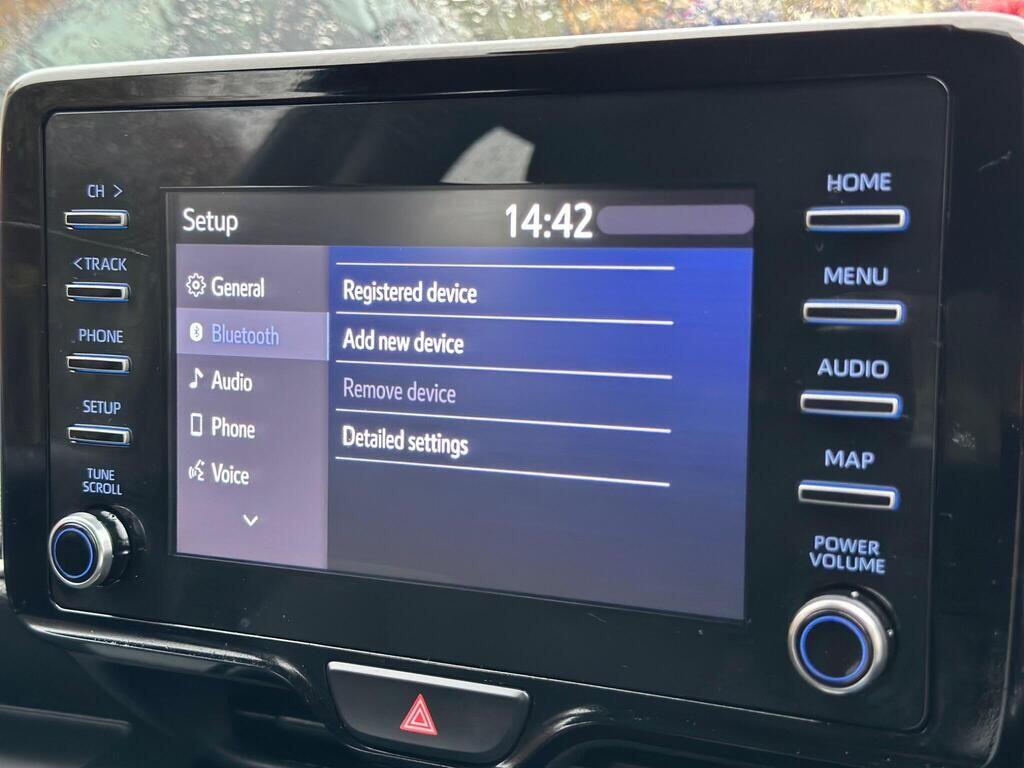 CH >
< TRACK
PHONE
SETUP
TUNE
SCROLL
Setup
14:42
General
Bluetooth
Audio
Phone
Voice
Registered device
Add new device
Remove device
Detailed settings
HOME
MENU
AUDIO
MAP
POWER
VOLUME